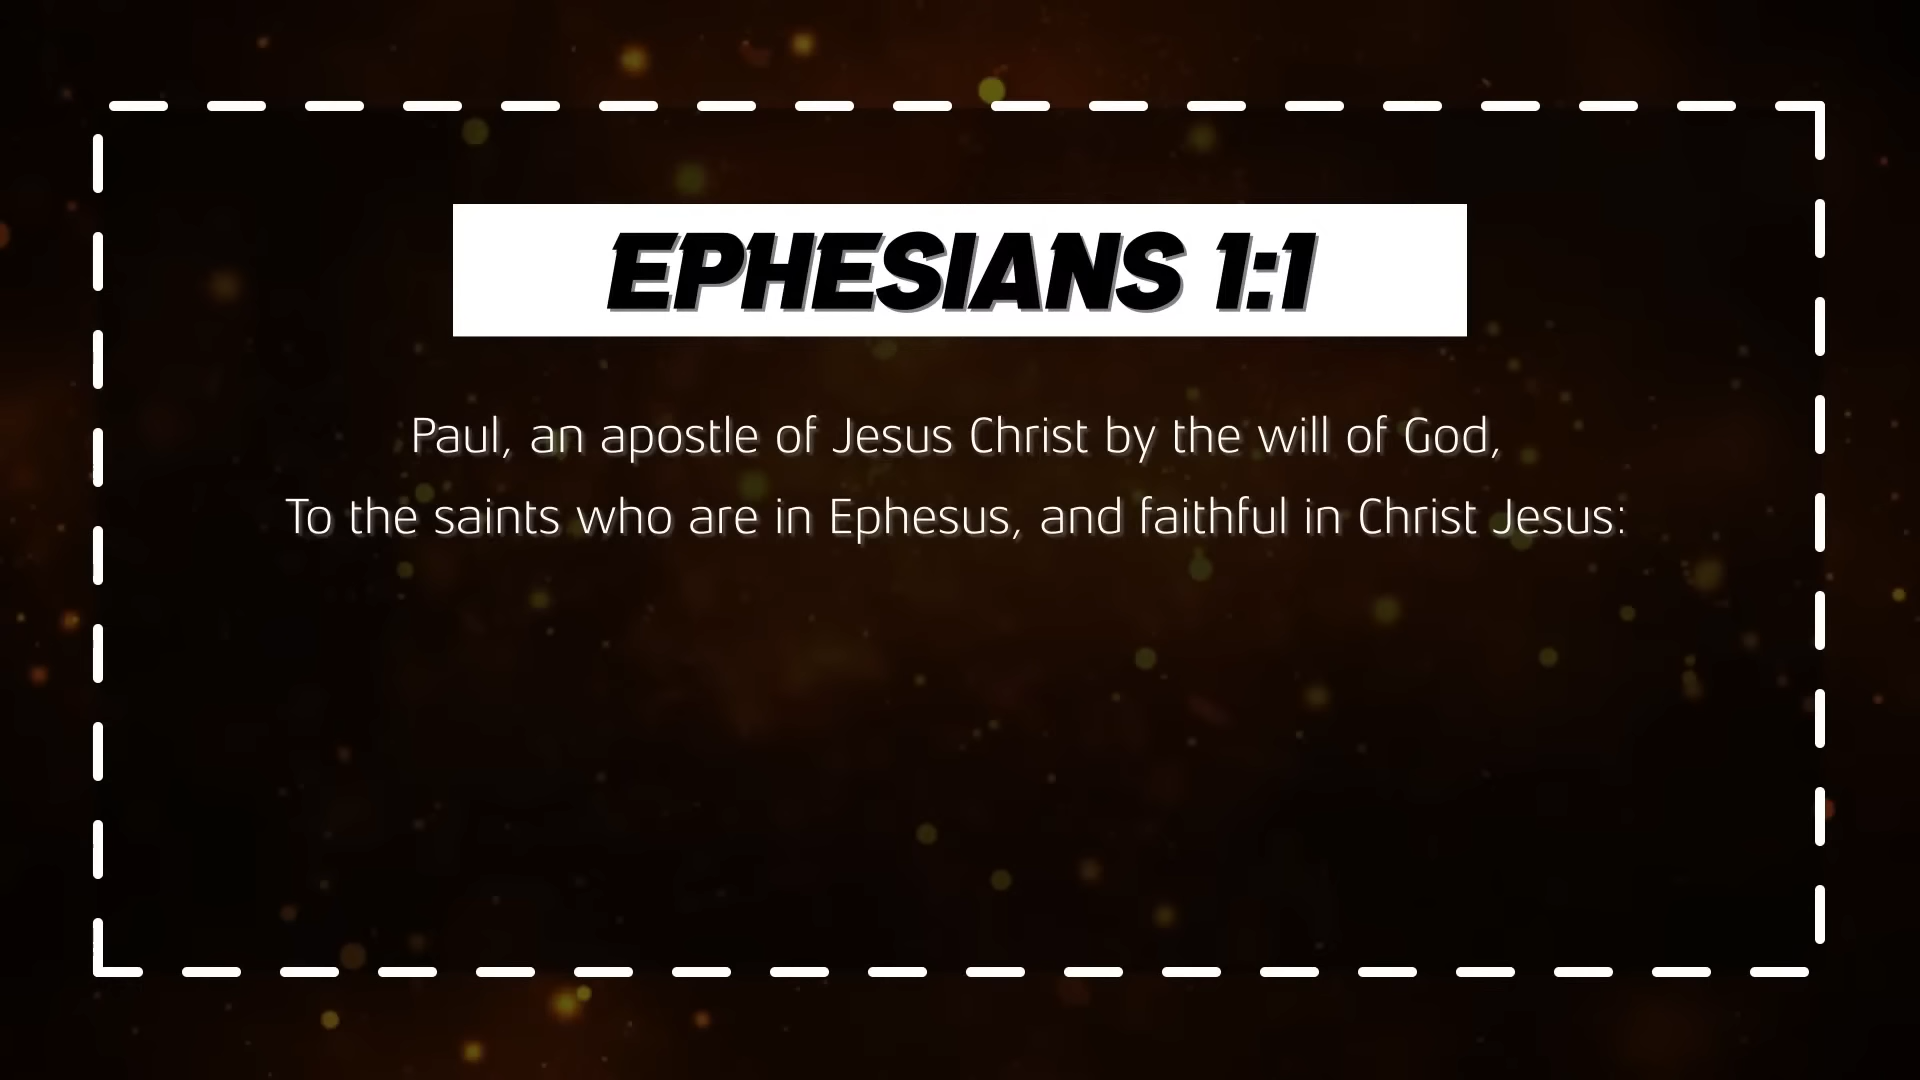 EPHESIANS 1:1
Paul, an apostle of Jesus Christ by the will of God,
To the saints who are in Ephesus, and faithful in Christ Jesus: